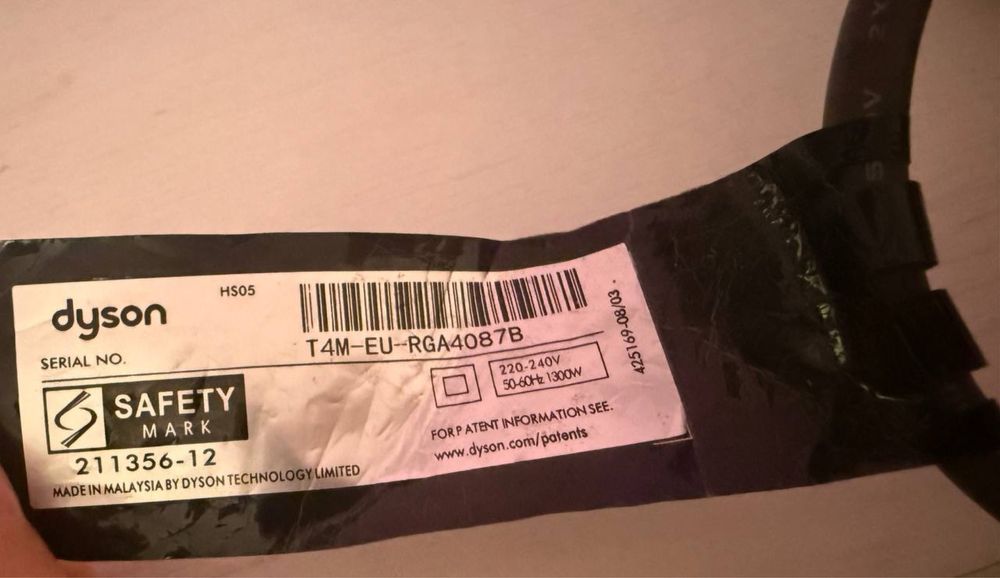 dyson
HS05
SERIAL NO.
T4M-EU-RGA4087B
425169-08/03
SAFETY
MARK
211356-12
220-240V
50-60Hz 1300W
FOR PATENT INFORMATION SEE.
www.dyson.com/patents
MADE IN MALAYSIA BY DYSON TECHNOLOGY LIMITED